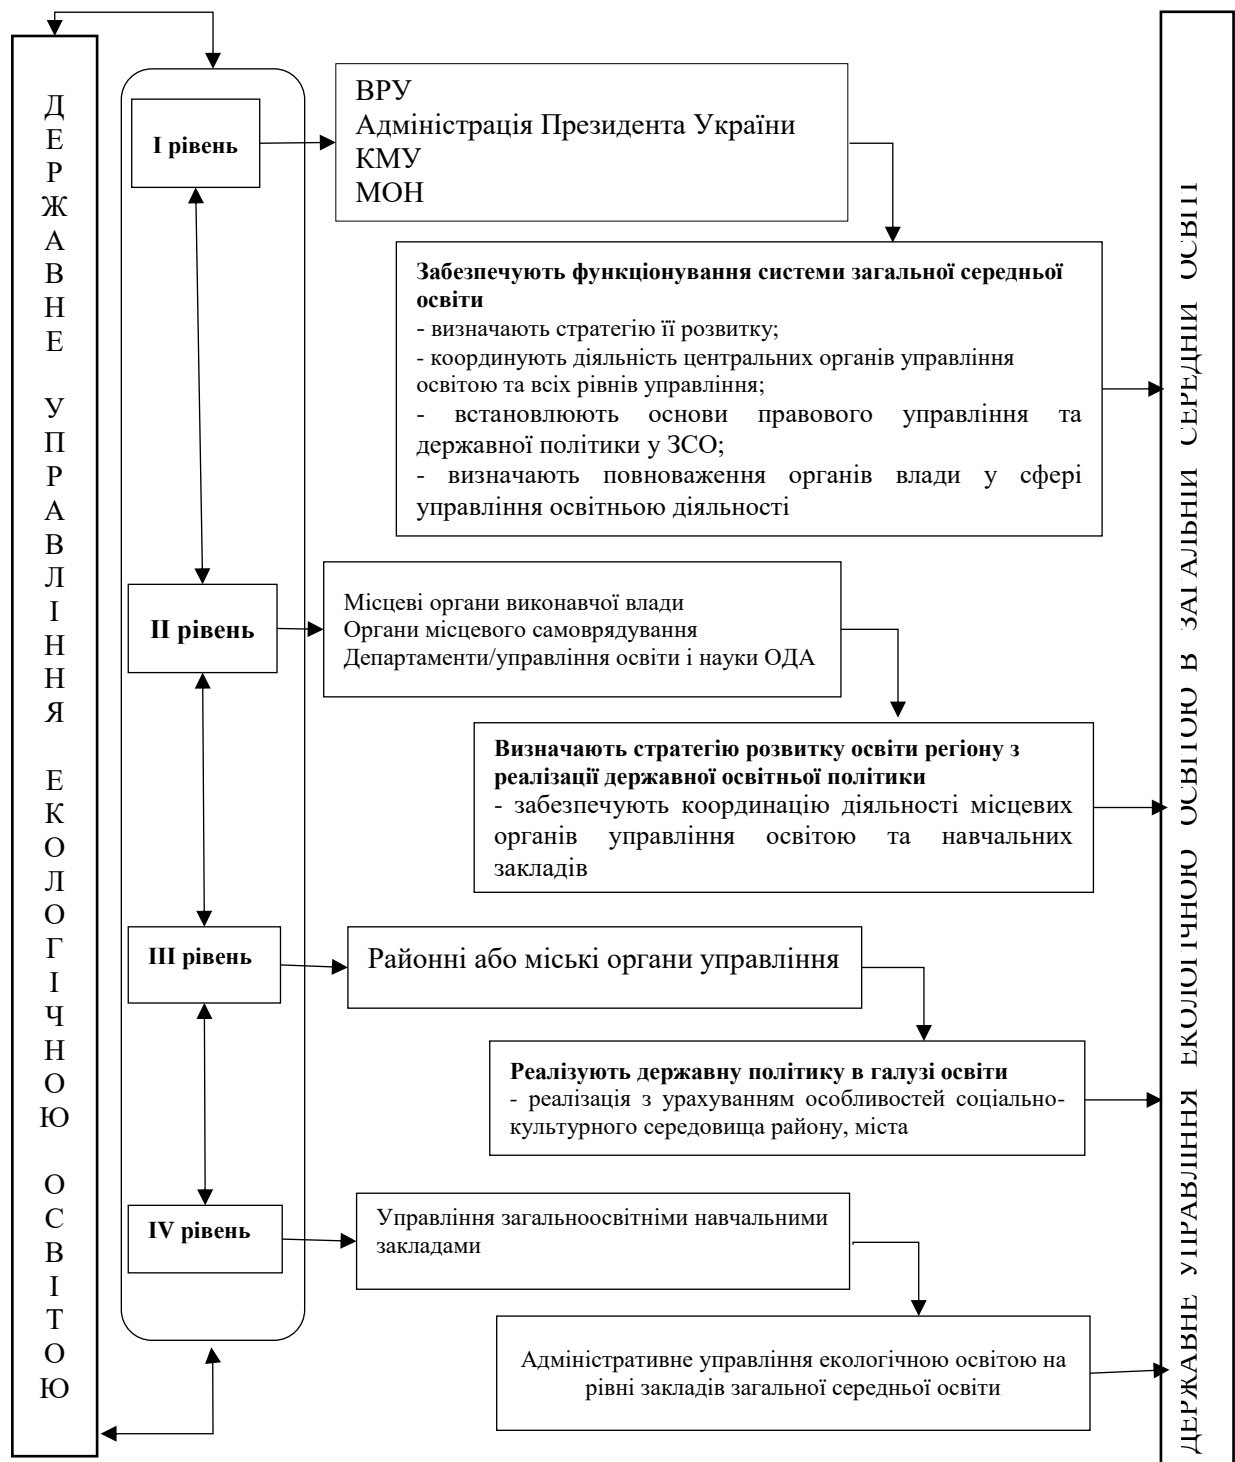 ДЕРЖАВНЕ УПРАВЛІННЯ ЕКОЛОГІЧНОЮ ОСВІТОЮ
I рівень
ВРУ
Адміністрація Президента України
КМУ
МОН
Забезпечують функціонування системи загальної середньої
освіти
- визначають стратегію її розвитку;
- координують діяльність центральних органів управління
освітою та всіх рівнів управління;
- встановлюють основи правового управління та
державної політики у ЗСО;
- визначають повноваження органів влади у сфері
управління освітньою діяльності
II рівень
Місцеві органи виконавчої влади
Органи місцевого самоврядування
Департаменти/управління освіти і науки ОДА
Визначають стратегію розвитку освіти регіону з
реалізації державної освітньої політики
- забезпечують координацію діяльності місцевих
органів управління освітою та навчальних
закладів
III рівень
Районні або міські органи управління
Реалізують державну політику в галузі освіти
- реалізація з урахуванням особливостей соціально-
культурного середовища району, міста
IV рівень
Управління загальноосвітніми навчальними
закладами
Адміністративне управління екологічною освітою на
рівні закладів загальної середньої освіти
ДЕРЖАВНЕ УПРАВЛІННЯ ЕКОЛОГІЧНОЮ ОСВІТОЮ В ЗАГАЛЬНІЙ СЕРЕДНІЙ ОСВІТІ